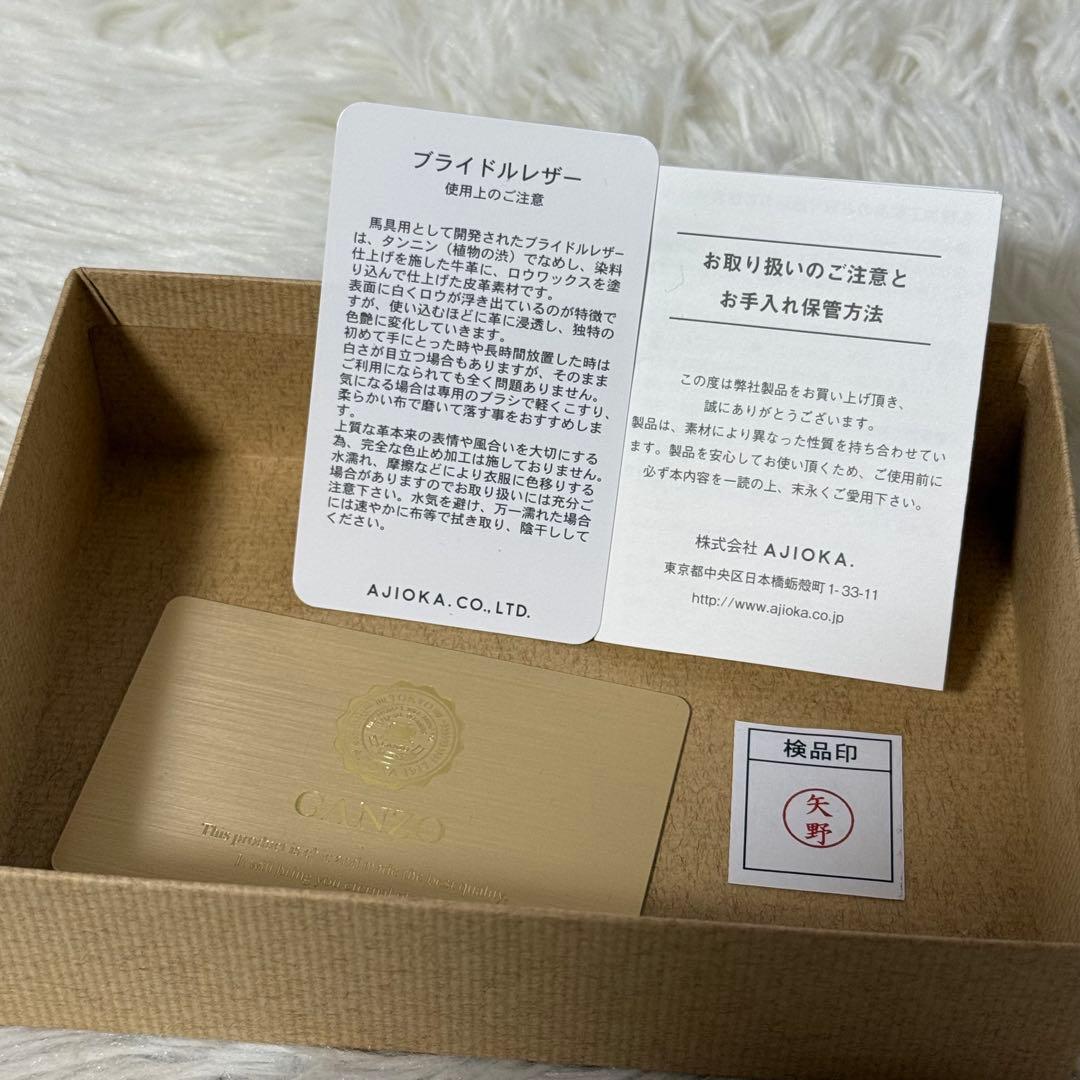 ブライドルレザー
使用上のご注意
馬具用として開発されたブライドルレザー
は、タンニン（植物の渋）でなめし、染料
仕上げを施した牛革に、ロウワックスを塗
り込んで仕上げた皮革素材です。
表面に白くロウが浮き出ているのが特徴で
すが、使い込むほどに革に浸透し、独特の
色艶に変化していきます。
初めて手にとった時や長時間放置した時は
白さが目立つ場合もありますが、そのまま
ご利用になられても全く問題ありません。
気になる場合は専用のブラシで軽くこすり、
柔らかい布で磨いて落す事をおすすめしま
す。
上質な革本来の表情や風合いを大切にする
為、完全な色止め加工は施しておりません。
水濡れ、摩擦などにより衣服に色移りする
場合がありますのでお取り扱いには充分ご
注意下さい。水気を避け、万一濡れた場合
には速やかに布等で拭き取り、陰干しして
ください。
AJIOKA.CO.,LTD.
お取り扱いのご注意と
お手入れ保管方法
この度は弊社製品をお買い上げ頂き、
誠にありがとうございます。
製品は、素材により異なった性質を持ち合わせてい
ます。製品を安心してお使い頂くため、ご使用前に
必ず本内容を一読の上、末永くご愛用下さい。
株式会社 AJIOKA.
東京都中央区日本橋蛎殻町1-33-11
http://www.ajioka.co.jp
GANZO
This product is the best quality.
It will bring you eternal
検品印
矢野